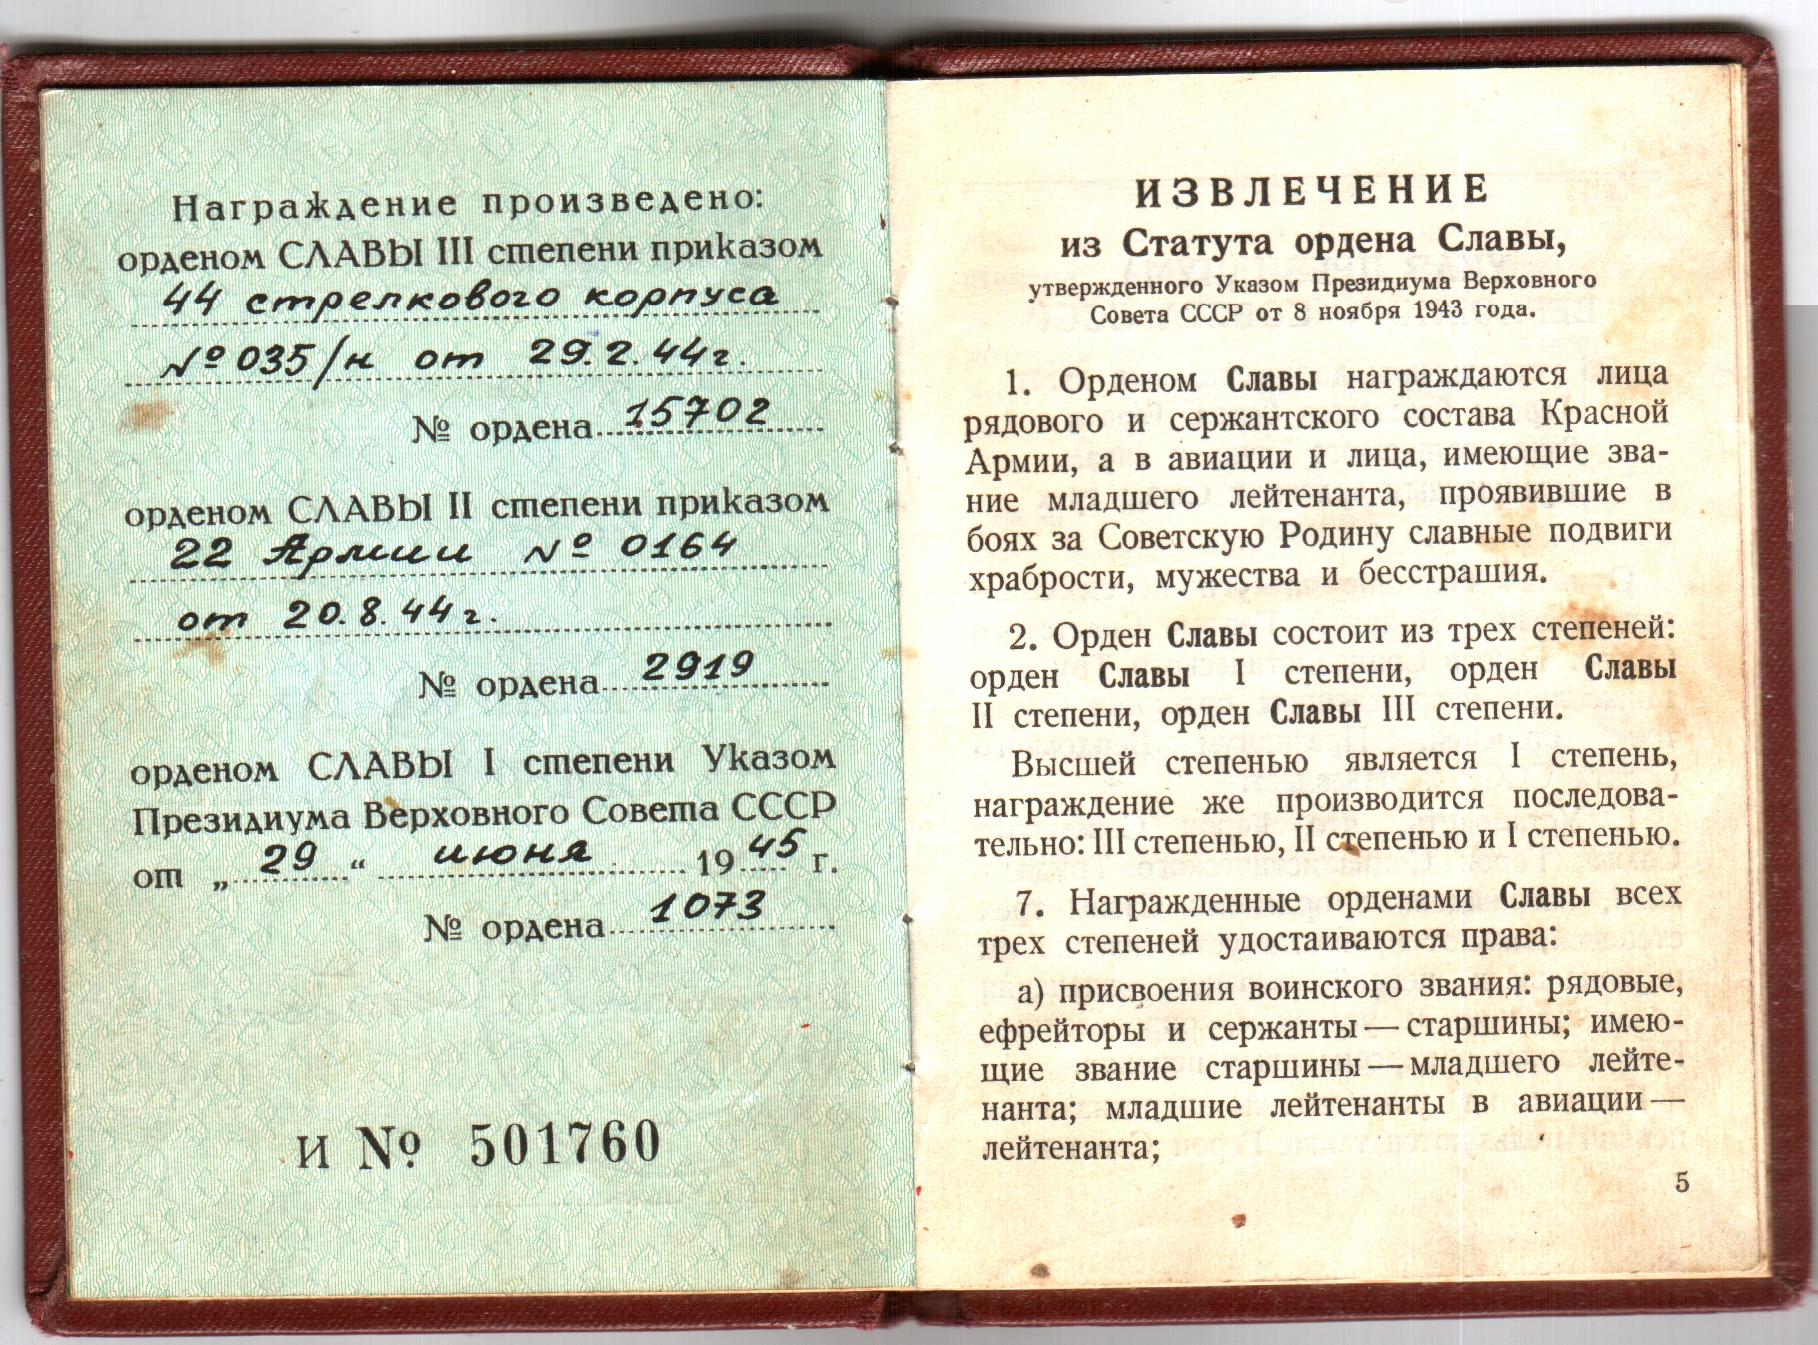 Награждение произведено:
орденом СЛАВЫ III степени приказом
44 стрелкового корпуса
№ 035/н от 29.2.44г.
№ ордена 15702
орденом СЛАВЫ II степени приказом
22 Армии № 0164
от 20.8.44г.
№ ордена 2919
орденом СЛАВЫ I степени Указом
Президиума Верховного Совета СССР
от „ 29 “ июня 1945 г.
№ ордена 1073
И № 501760
ИЗВЛЕЧЕНИЕ
из Статута ордена Славы,
утвержденного Указом Президиума Верховного
Совета СССР от 8 ноября 1943 года.
1. Орденом Славы награждаются лица
рядового и сержантского состава Красной
Армии, а в авиации и лица, имеющие зва-
ние младшего лейтенанта, проявившие в
боях за Советскую Родину славные подвиги
храбрости, мужества и бесстрашия.
2. Орден Славы состоит из трех степеней:
орден Славы I степени, орден Славы
II степени, орден Славы III степени.
Высшей степенью является I степень,
награждение же производится последова-
тельно: III степенью, II степенью и I степенью.
7. Награжденные орденами Славы всех
трех степеней удостаиваются права:
а) присвоения воинского звания: рядовые,
ефрейторы и сержанты — старшины; имею-
щие звание старшины — младшего лейте-
нанта; младшие лейтенанты в авиации —
лейтенанта;
5